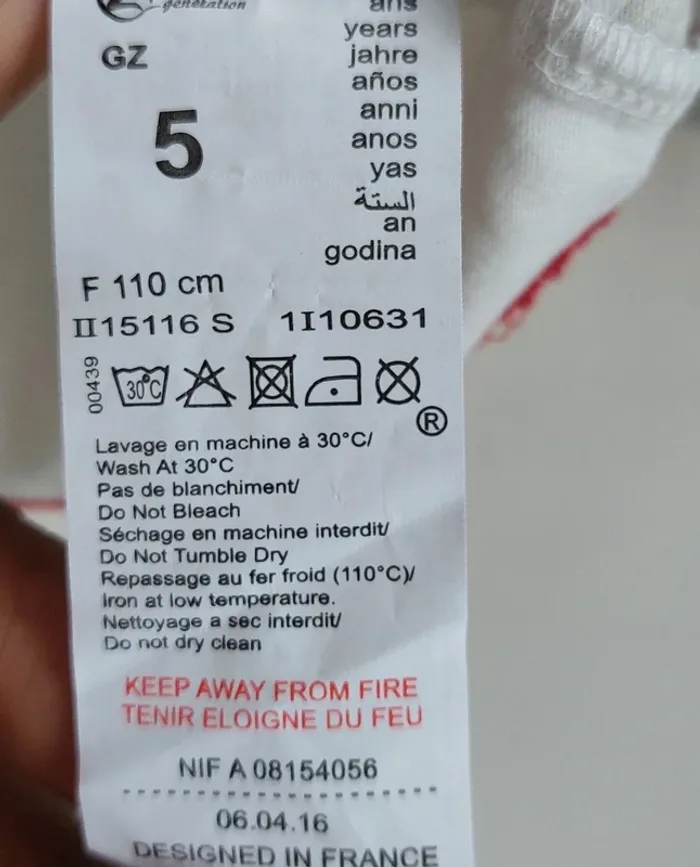 génération
ans
GZ
years
jahre
años
anni
5
anos
yas
الستة
an
godina
F 110 cm
II15116 S 1I10631
00439
30°C
®
Lavage en machine à 30°C/
Wash At 30°C
Pas de blanchiment/
Do Not Bleach
Séchage en machine interdit/
Do Not Tumble Dry
Repassage au fer froid (110°C)/
Iron at low temperature.
Nettoyage a sec interdit/
Do not dry clean
KEEP AWAY FROM FIRE
TENIR ELOIGNE DU FEU
NIF A 08154056
06.04.16
DESIGNED IN FRANCE